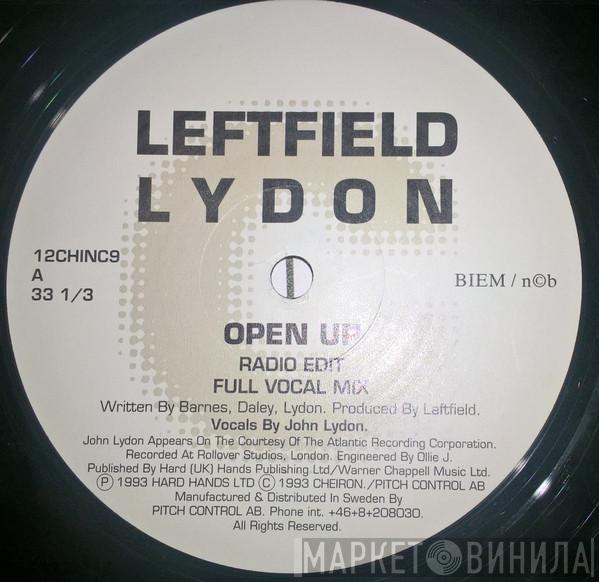 LEFTFIELD
LYDON
12CHINC9
A
33 1/3
BIEM / n©b
OPEN UP
RADIO EDIT
FULL VOCAL MIX
Written By Barnes, Daley, Lydon. Produced By Leftfield.
Vocals By John Lydon.
John Lydon Appears On The Courtesy Of The Atlantic Recording Corporation.
Recorded At Rollover Studios, London. Engineered By Ollie J.
Published By Hard (UK) Hands Publishing Ltd/Warner Chappell Music Ltd.
Ⓟ 1993 HARD HANDS LTD Ⓒ 1993 CHEIRON./PITCH CONTROL AB
Manufactured & Distributed In Sweden By
PITCH CONTROL AB. Phone int. +46+8+208030.
All Rights Reserved.
МАРКЕТ ВИНИЛА